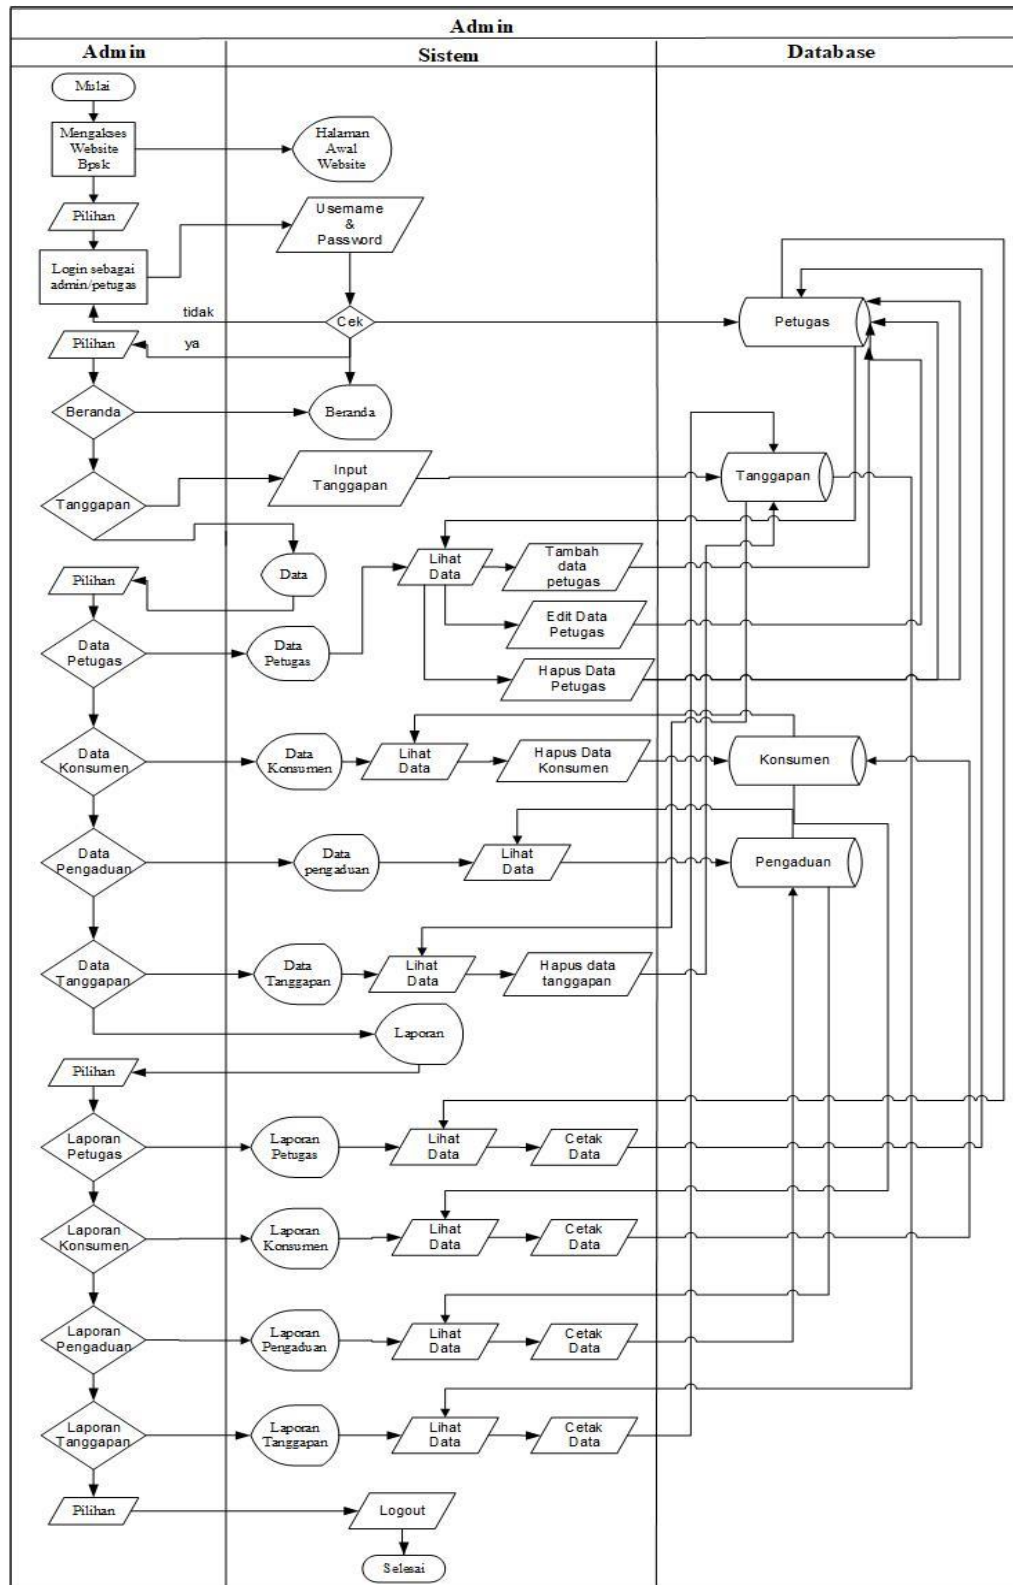 Admin
Admin
Sistem
Database
Mulai
Mengakses
Website
Bpsk
Halaman
Awal
Website
Pilihan
Username
&
Password
Login sebagai
admin/petugas
tidak
Cek
Petugas
Pilihan
ya
Beranda
Beranda
Tanggapan
Input
Tanggapan
Tanggapan
Data
Pilihan
Lihat
Data
Tambah
data
petugas
Edit Data
Petugas
Data
Petugas
Data
Petugas
Hapus Data
Petugas
Data
Konsumen
Data
Konsumen
Lihat
Data
Hapus Data
Konsumen
Konsumen
Data
Pengaduan
Data
pengaduan
Lihat
Data
Pengaduan
Data
Tanggapan
Data
Tanggapan
Lihat
Data
Hapus data
tanggapan
Laporan
Pilihan
Laporan
Petugas
Laporan
Petugas
Lihat
Data
Cetak
Data
Laporan
Konsumen
Laporan
Konsumen
Lihat
Data
Cetak
Data
Laporan
Pengaduan
Laporan
Pengaduan
Lihat
Data
Cetak
Data
Laporan
Tanggapan
Laporan
Tanggapan
Lihat
Data
Cetak
Data
Pilihan
Logout
Selesai